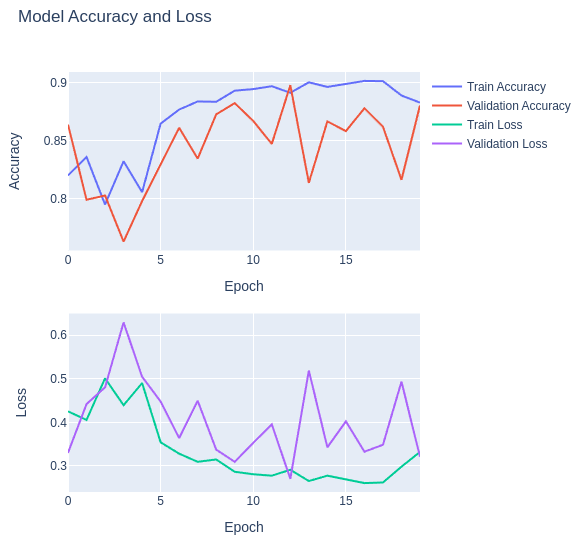 Model Accuracy and Loss
0.9
0.85
0.8
Accuracy
0
5
10
15
Epoch
Train Accuracy
Validation Accuracy
Train Loss
Validation Loss
0.6
0.5
0.4
0.3
Loss
0
5
10
15
Epoch